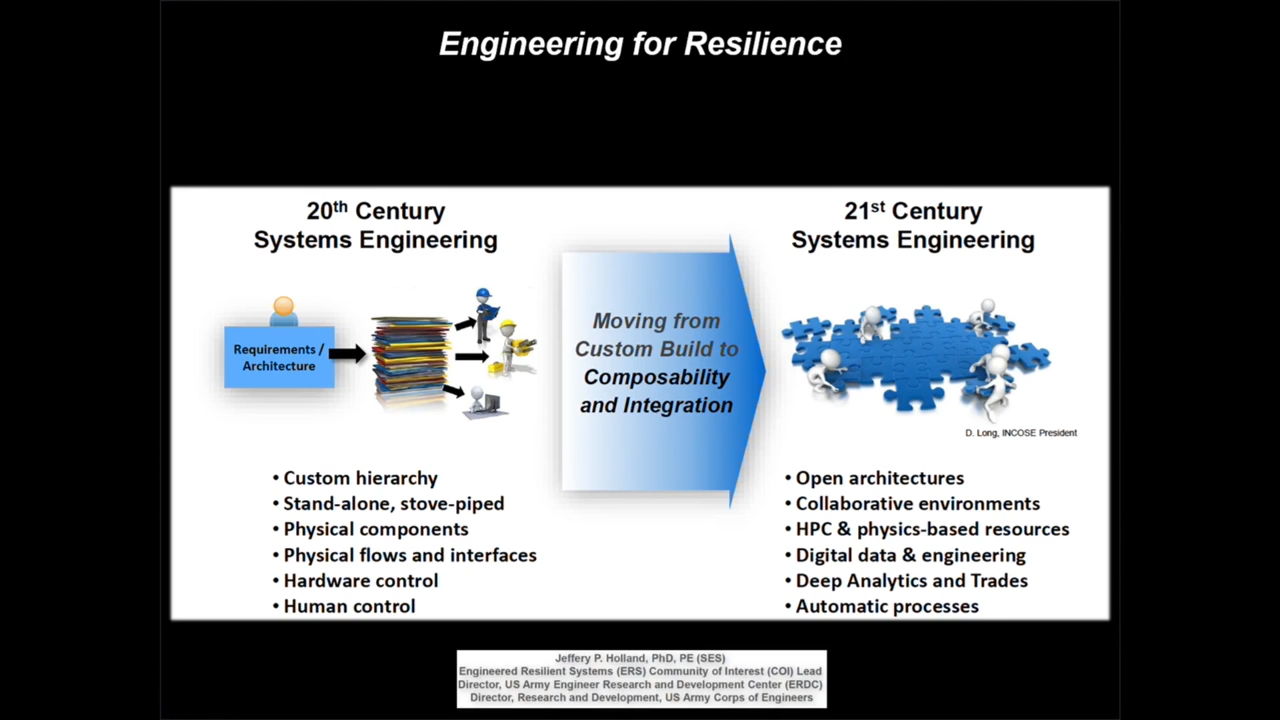 Engineering for Resilience
20th Century
Systems Engineering
Requirements /
Architecture
Moving from
Custom Build to
Composability
and Integration
21st Century
Systems Engineering
D. Long, INCOSE President
• Custom hierarchy
• Stand-alone, stove-piped
• Physical components
• Physical flows and interfaces
• Hardware control
• Human control
• Open architectures
• Collaborative environments
• HPC & physics-based resources
• Digital data & engineering
• Deep Analytics and Trades
• Automatic processes
Jeffery P. Holland, PhD, PE (SES)
Engineered Resilient Systems (ERS) Community of Interest (COI) Lead
Director, US Army Engineer Research and Development Center (ERDC)
Director, Research and Development, US Army Corps of Engineers